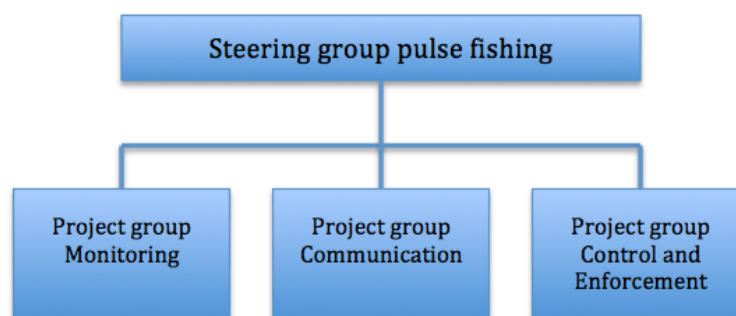 Steering group pulse fishing
Project group
Monitoring
Project group
Communication
Project group
Control and
Enforcement